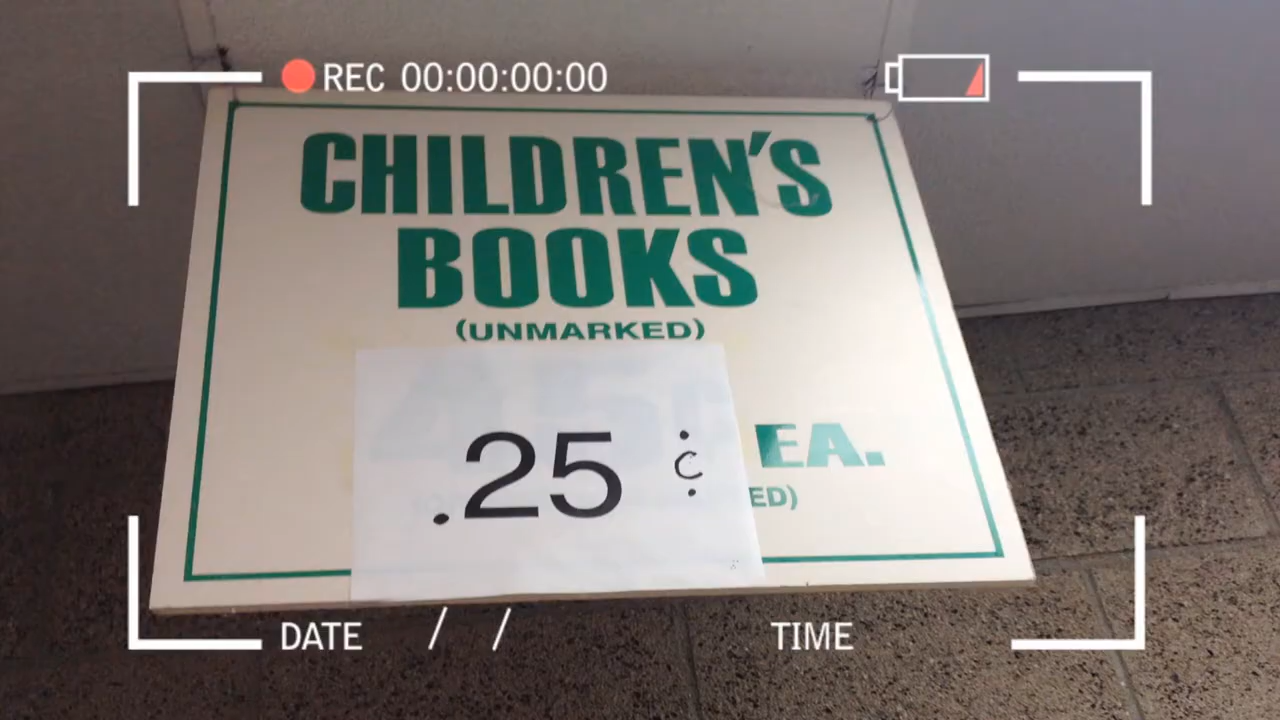 REC 00:00:00:00
CHILDREN'S
BOOKS
(UNMARKED)
.25 ¢ EA.
ED)
DATE / / TIME